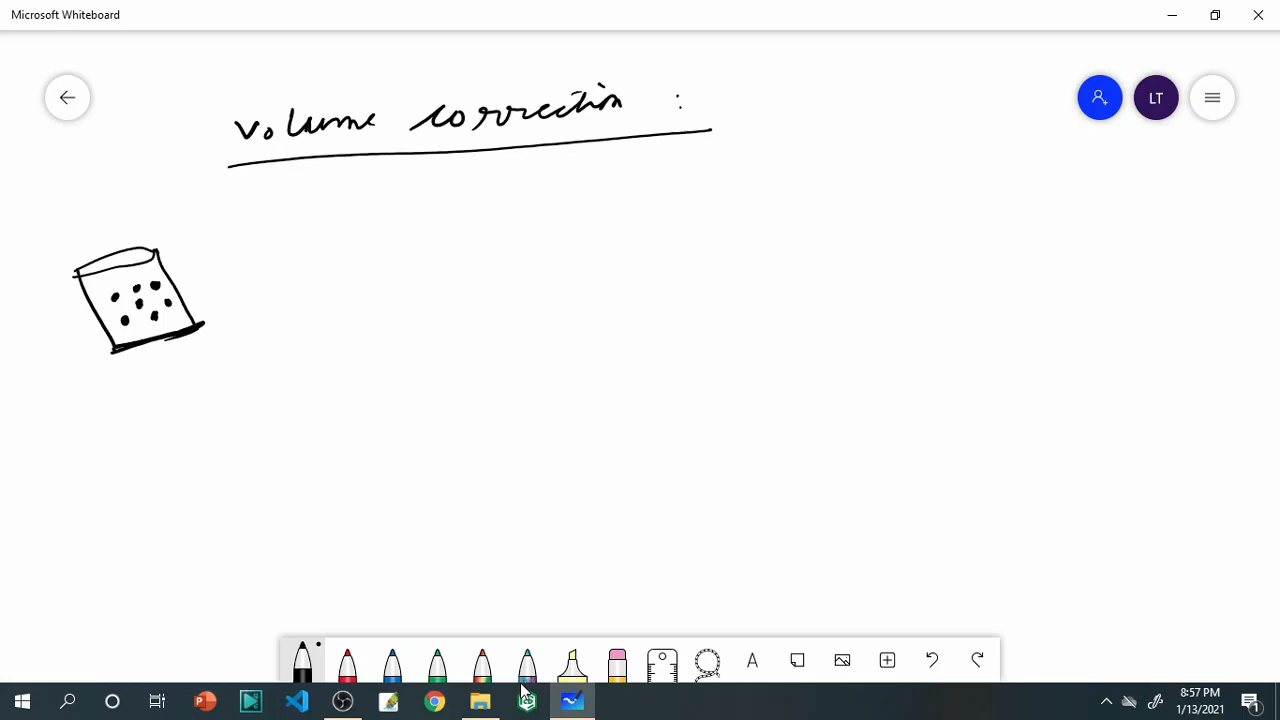 Microsoft Whiteboard
volume correction :
LT
A
8:57 PM
1/13/2021